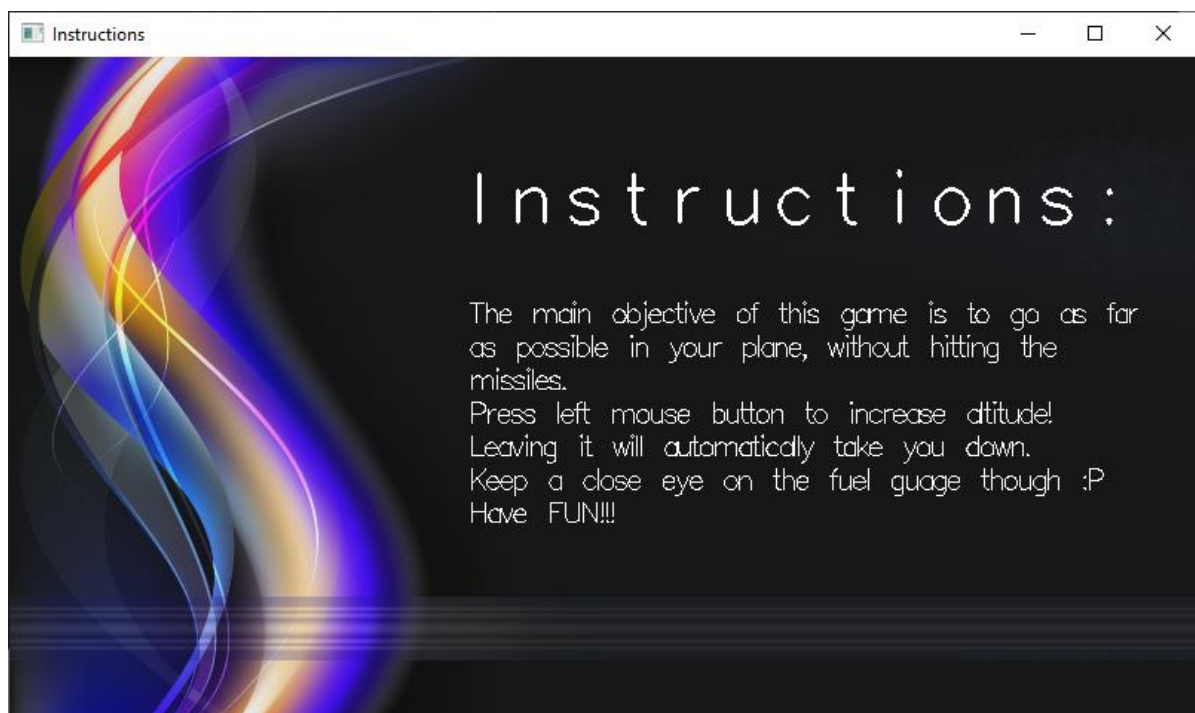 Instructions
Instructions:
The main objective of this game is to go as far
as possible in your plane, without hitting the
missiles.
Press left mouse button to increase altitude!
Leaving it will automatically take you down.
Keep a close eye on the fuel guage though :P
Have FUN!!!